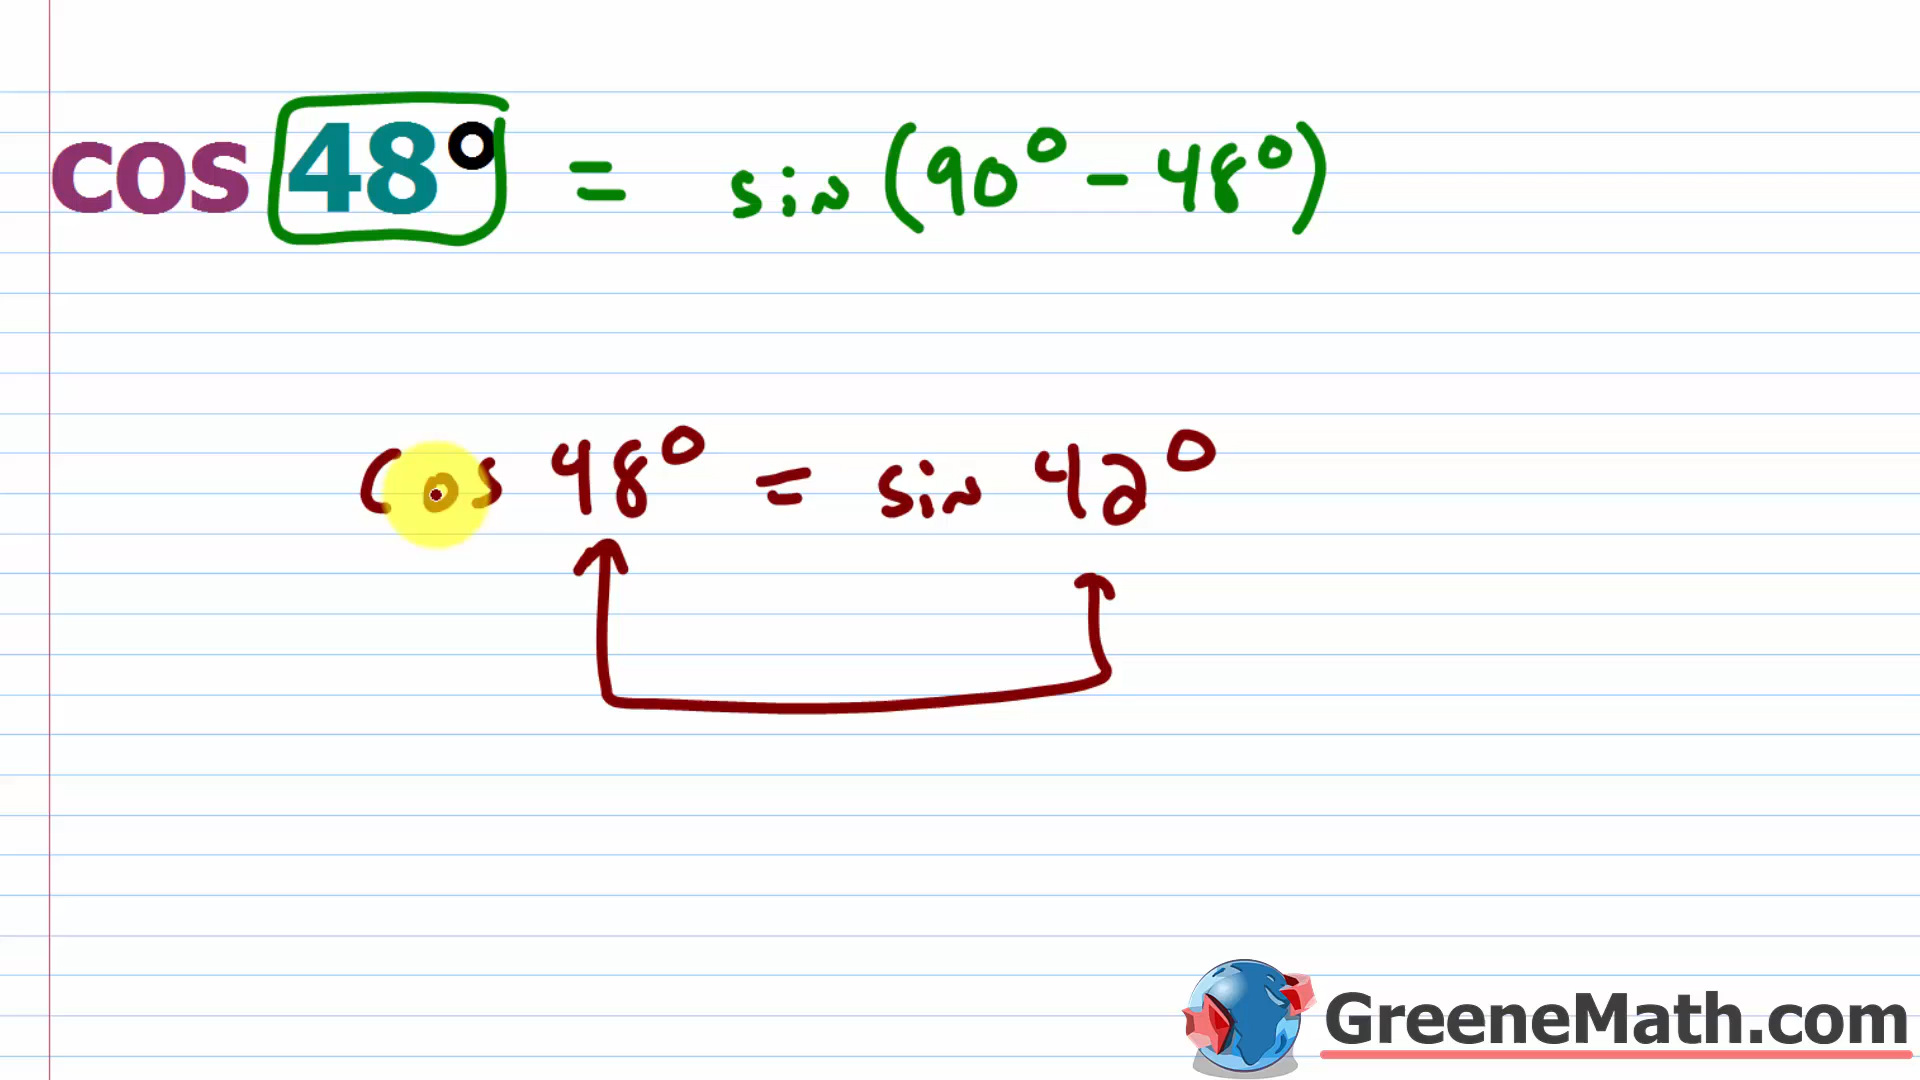 cos 48° = sin (90° - 48°)
cos 48° = sin 42°
GreeneMath.com